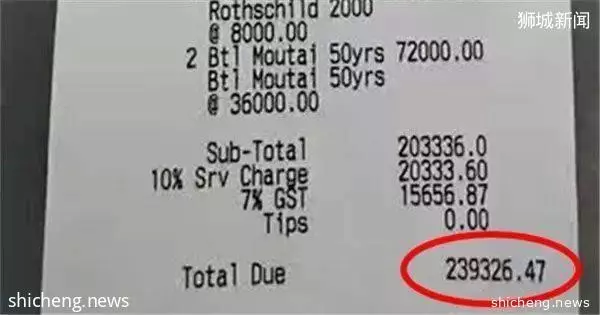 狮城新闻
Rothschild 2000
@ 8000.00
2 Btl Moutai 50yrs 72000.00
Btl Moutai 50yrs
@ 36000.00
Sub-Total 203336.0
10% Srv Charge 20333.60
7% GST 15656.87
Tips 0.00
Total Due 239326.47
shicheng.news
shicheng.news